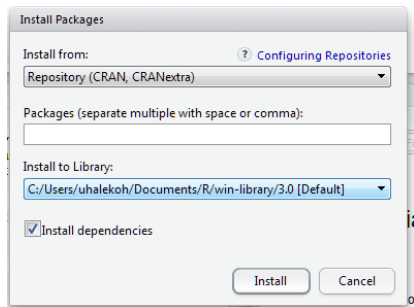 Install Packages
Install from:
? Configuring Repositories
Repository (CRAN, CRANextra)
Packages (separate multiple with space or comma):
Install to Library:
C:/Users/uhalekoh/Documents/R/win-library/3.0 [Default]
Install dependencies
Install
Cancel